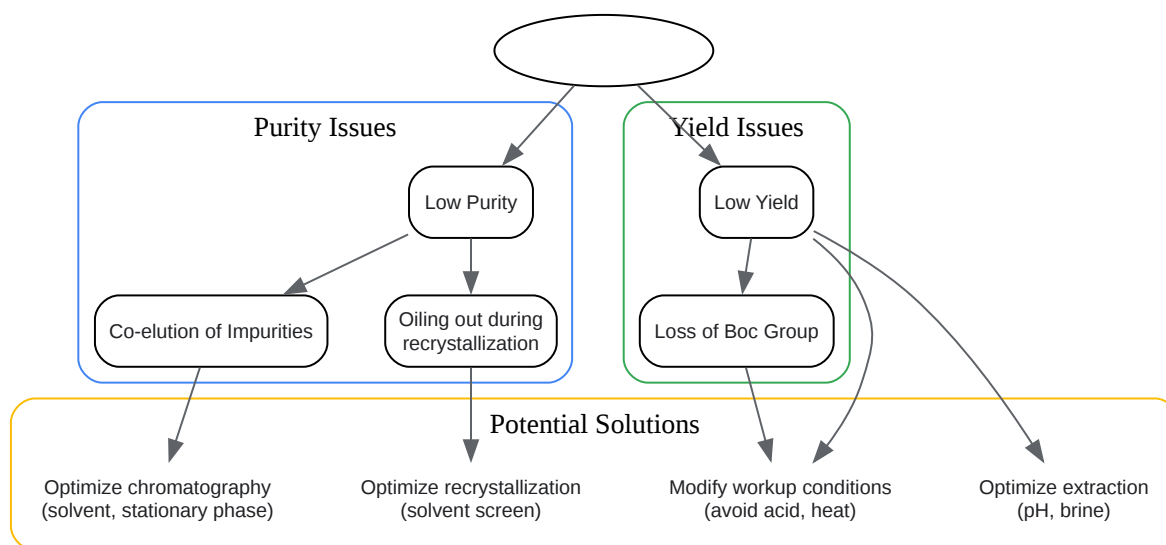 Purity Issues
Yield Issues
Low Purity
Low Yield
Co-elution of Impurities
Oiling out during
recrystallization
Loss of Boc Group
Potential Solutions
Optimize chromatography
(solvent, stationary phase)
Optimize recrystallization
(solvent screen)
Modify workup conditions
(avoid acid, heat)
Optimize extraction
(pH, brine)